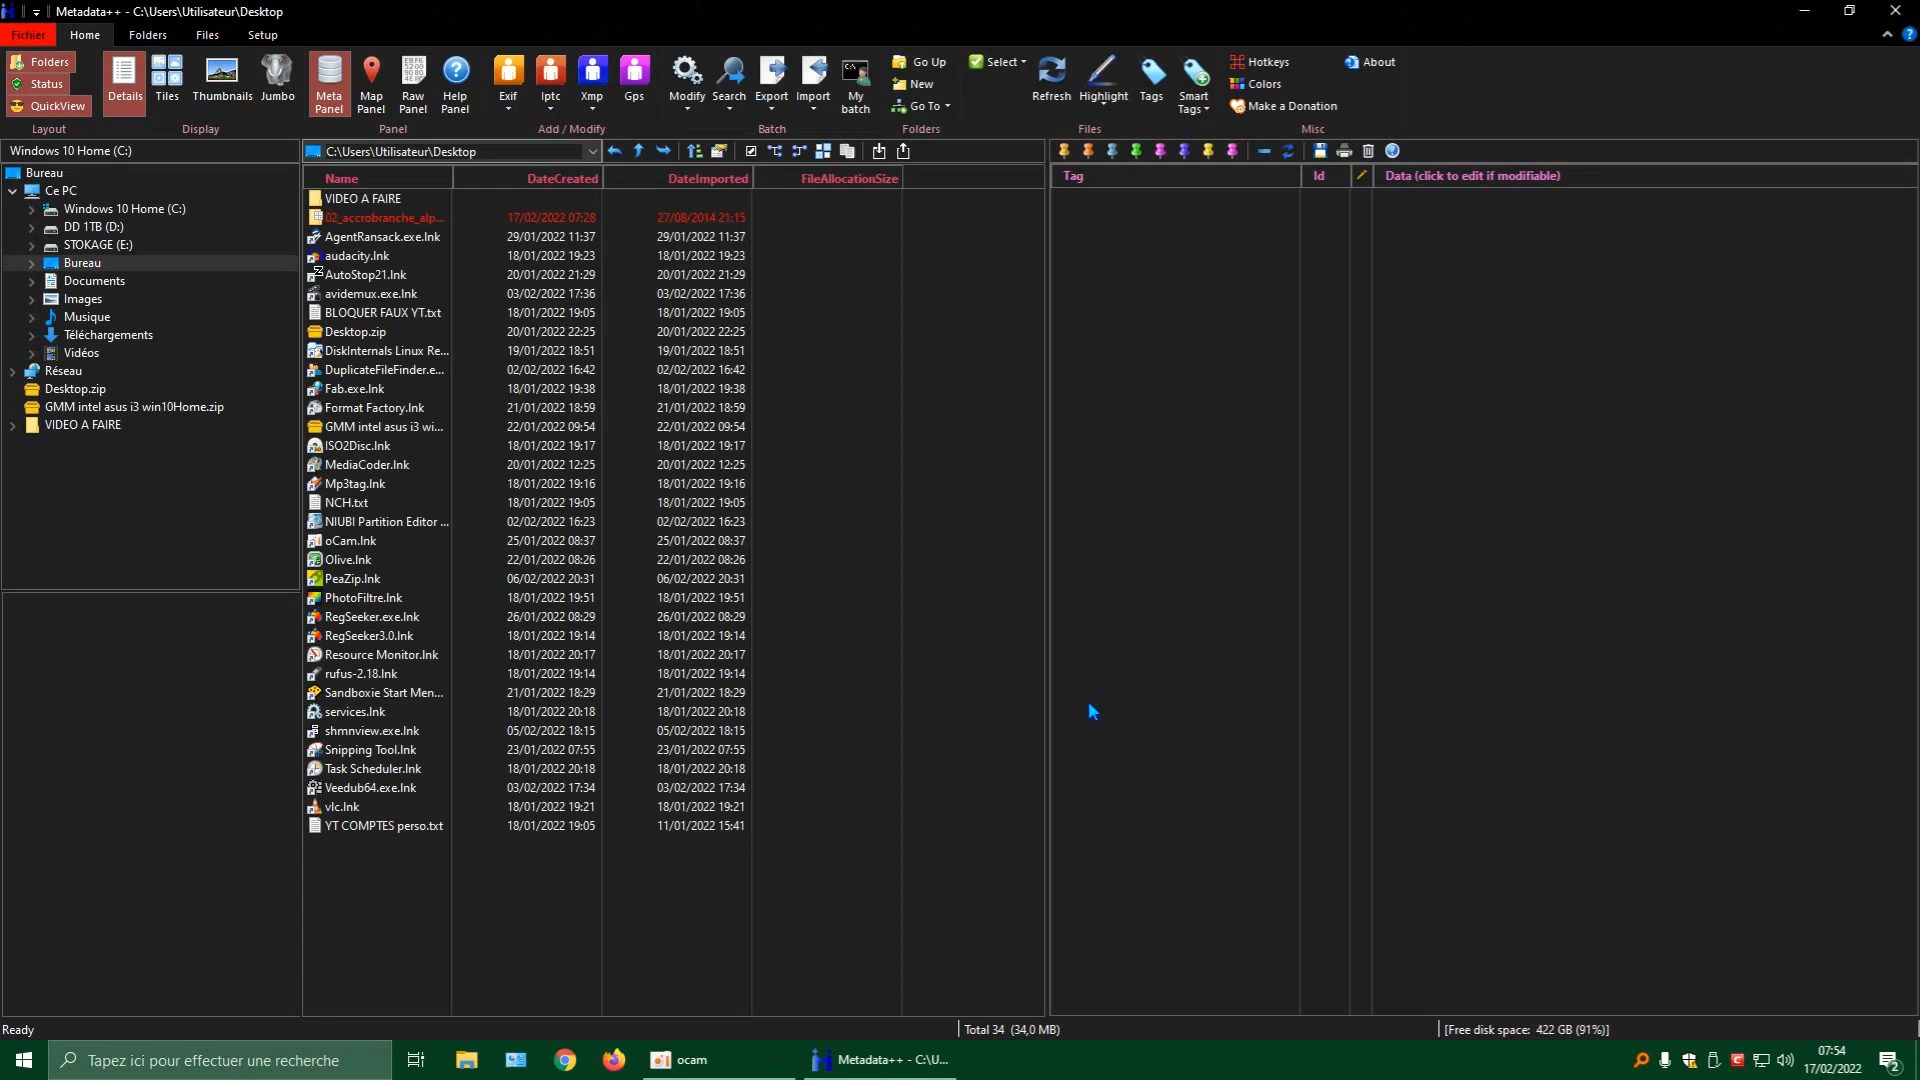 Metadata++ - C:\Users\Utilisateur\Desktop
Fichier
Home
Folders
Files
Setup
Folders
Status
QuickView
Layout
Details
Tiles
Thumbnails
Jumbo
Display
Meta Panel
Map Panel
Raw Panel
Help Panel
Panel
Exif
Iptc
Xmp
Gps
Add / Modify
Modify
Search
Export
Import
My batch
Batch
Go Up
New
Go To
Folders
Select
Refresh
Highlight
Tags
Smart Tags
Files
Hotkeys
Colors
Make a Donation
About
Misc
Windows 10 Home (C:)
Bureau
Ce PC
Windows 10 Home (C:)
DD 1TB (D:)
STOKAGE (E:)
Bureau
Documents
Images
Musique
Téléchargements
Vidéos
Réseau
Desktop.zip
GMM intel asus i3 win10Home.zip
VIDEO A FAIRE
C:\Users\Utilisateur\Desktop
Name DateCreated DateImported FileAllocationSize
VIDEO A FAIRE
02_accrobranche_alp... 17/02/2022 07:28 27/08/2014 21:15
AgentRansack.exe.lnk 29/01/2022 11:37 29/01/2022 11:37
audacity.lnk 18/01/2022 19:23 18/01/2022 19:23
AutoStop21.lnk 20/01/2022 21:29 20/01/2022 21:29
avidemux.exe.lnk 03/02/2022 17:36 03/02/2022 17:36
BLOQUER FAUX YT.txt 18/01/2022 19:05 18/01/2022 19:05
Desktop.zip 20/01/2022 22:25 20/01/2022 22:25
DiskInternals Linux Re... 19/01/2022 18:51 19/01/2022 18:51
DuplicateFileFinder.e... 02/02/2022 16:42 02/02/2022 16:42
Fab.exe.lnk 18/01/2022 19:38 18/01/2022 19:38
Format Factory.lnk 21/01/2022 18:59 21/01/2022 18:59
GMM intel asus i3 wi... 22/01/2022 09:54 22/01/2022 09:54
ISO2Disc.lnk 18/01/2022 19:17 18/01/2022 19:17
MediaCoder.lnk 20/01/2022 12:25 20/01/2022 12:25
Mp3tag.lnk 18/01/2022 19:16 18/01/2022 19:16
NCH.txt 18/01/2022 19:05 18/01/2022 19:05
NIUBI Partition Editor ... 02/02/2022 16:23 02/02/2022 16:23
oCam.lnk 25/01/2022 08:37 25/01/2022 08:37
Olive.lnk 22/01/2022 08:26 22/01/2022 08:26
PeaZip.lnk 06/02/2022 20:31 06/02/2022 20:31
PhotoFiltre.lnk 18/01/2022 19:51 18/01/2022 19:51
RegSeeker.exe.lnk 26/01/2022 08:29 26/01/2022 08:29
RegSeeker3.0.lnk 18/01/2022 19:14 18/01/2022 19:14
Resource Monitor.lnk 18/01/2022 20:17 18/01/2022 20:17
rufus-2.18.lnk 18/01/2022 19:14 18/01/2022 19:14
Sandboxie Start Men... 21/01/2022 18:29 21/01/2022 18:29
services.lnk 18/01/2022 20:18 18/01/2022 20:18
shmnview.exe.lnk 05/02/2022 18:15 05/02/2022 18:15
Snipping Tool.lnk 23/01/2022 07:55 23/01/2022 07:55
Task Scheduler.lnk 18/01/2022 20:18 18/01/2022 20:18
Veedub64.exe.lnk 03/02/2022 17:34 03/02/2022 17:34
vlc.lnk 18/01/2022 19:21 18/01/2022 19:21
YT COMPTES perso.txt 18/01/2022 19:05 11/01/2022 15:41
Tag Id Data (click to edit if modifiable)
Ready
Total 34 (34,0 MB)
[Free disk space: 422 GB (91%)]
Tapez ici pour effectuer une recherche
ocam
Metadata++ - C:\U...
07:54
17/02/2022
2